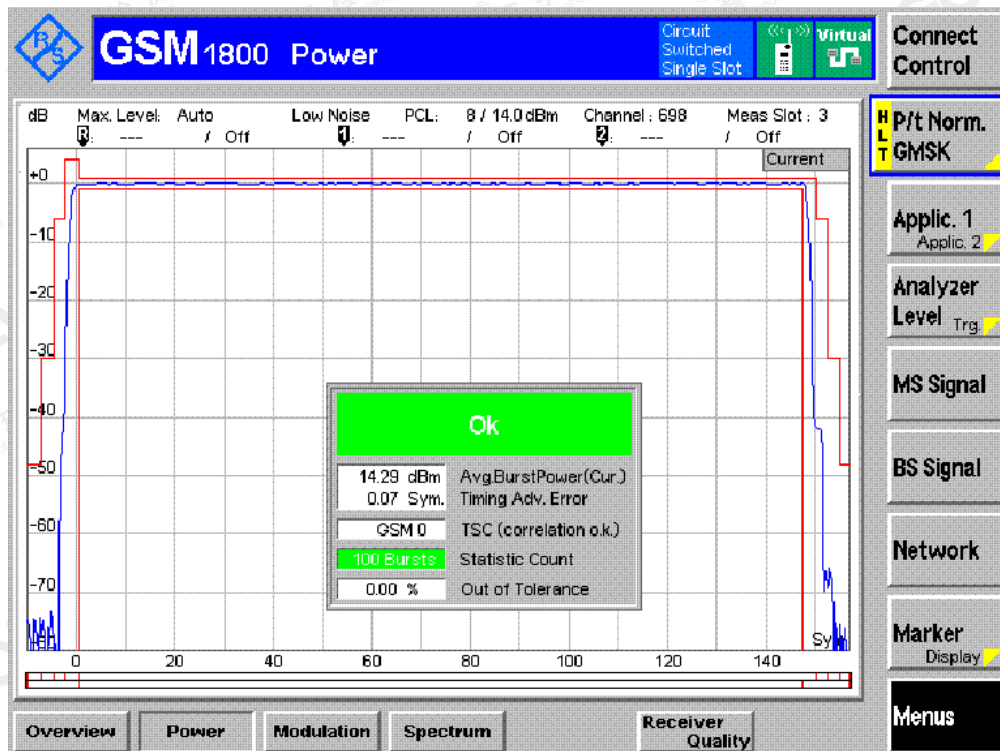 R S
GSM 1800 Power
Circuit
Switched
Single Slot
Virtual
Connect
Control
dB Max. Level: Auto Low Noise PCL: 8 / 14.0 dBm Channel : 698 Meas Slot : 3
R: --- / Off 1: --- / Off 2: --- / Off
Current
HLT
P/t Norm.
GMSK
Applic. 1
Applic. 2
Analyzer
Level Trg.
MS Signal
BS Signal
Network
Marker
Display
Menus
+0
-10
-20
-30
-40
-50
-60
-70
Ok
14.29 dBm Avg.BurstPower(Cur.)
0.07 Sym. Timing Adv. Error
GSM 0 TSC (correlation o.k.)
100 Bursts Statistic Count
0.00 % Out of Tolerance
Sy
0 20 40 60 80 100 120 140
Overview Power Modulation Spectrum Receiver
Quality